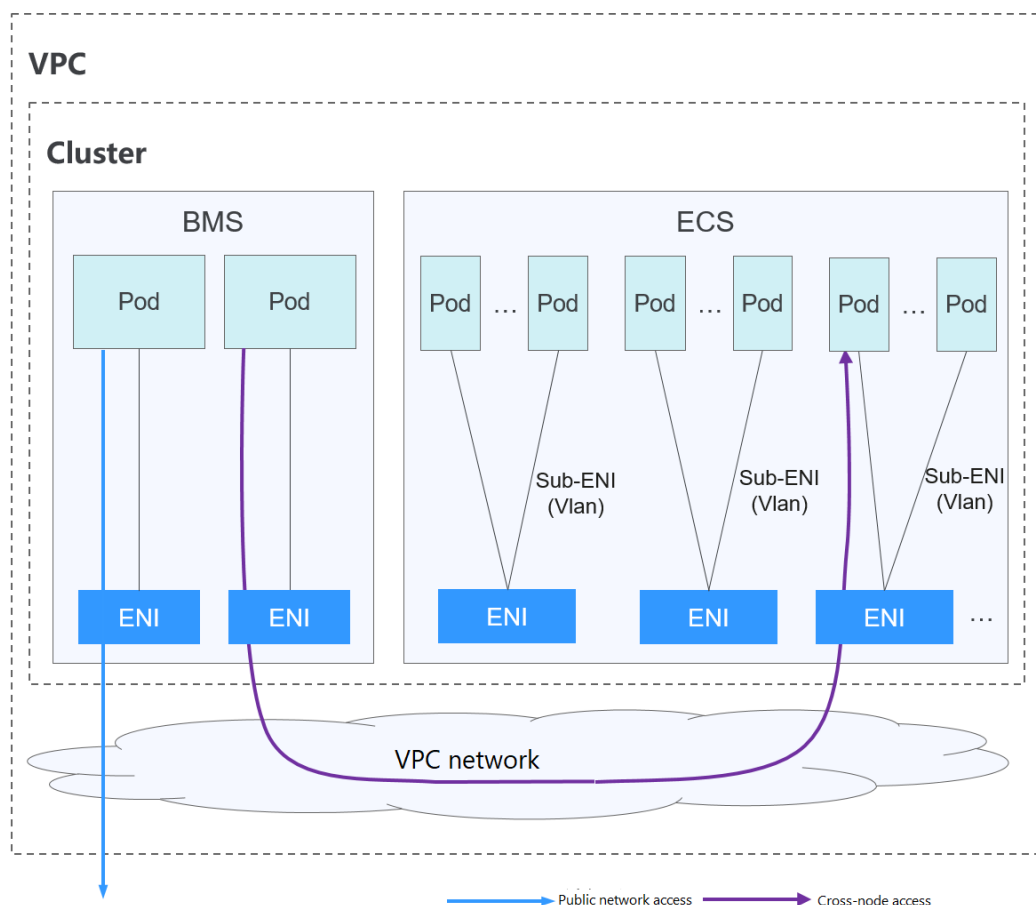 VPC
Cluster
BMS
ECS
Pod
Pod
Pod
...
Pod
Pod
...
Pod
Pod
...
Pod
Sub-ENI
(Vlan)
Sub-ENI
(Vlan)
Sub-ENI
(Vlan)
ENI
ENI
ENI
ENI
ENI
...
VPC network
Public network access
Cross-node access